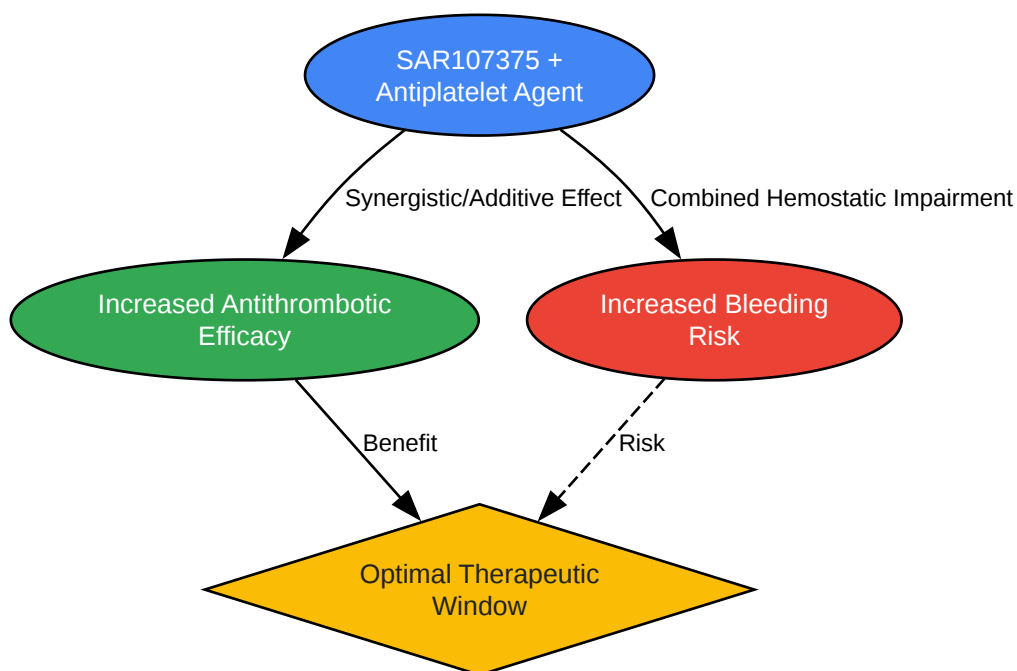 SAR107375 +
Antiplatelet Agent
Synergistic/Additive Effect
Combined Hemostatic Impairment
Increased Antithrombotic
Efficacy
Increased Bleeding
Risk
Benefit
Risk
Optimal Therapeutic
Window